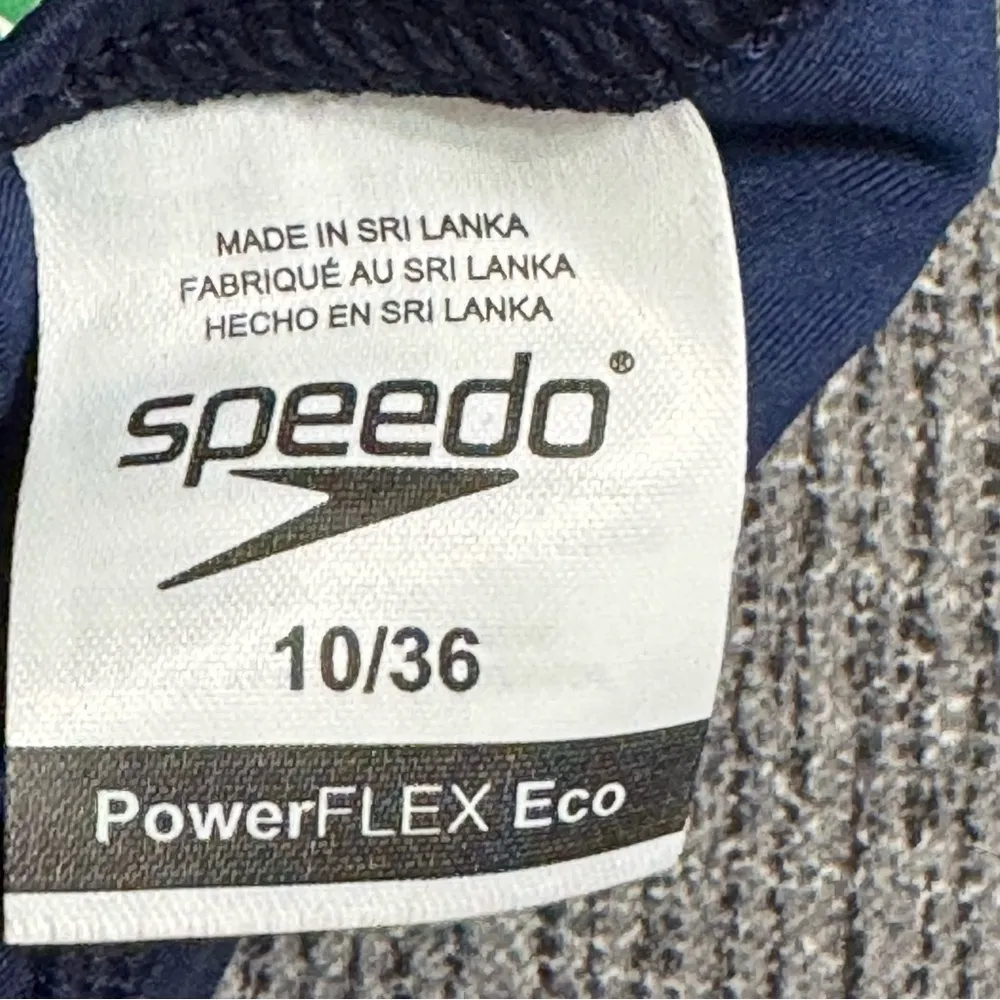 MADE IN SRI LANKA
FABRIQUÉ AU SRI LANKA
HECHO EN SRI LANKA
speedo®
10/36
PowerFLEX Eco